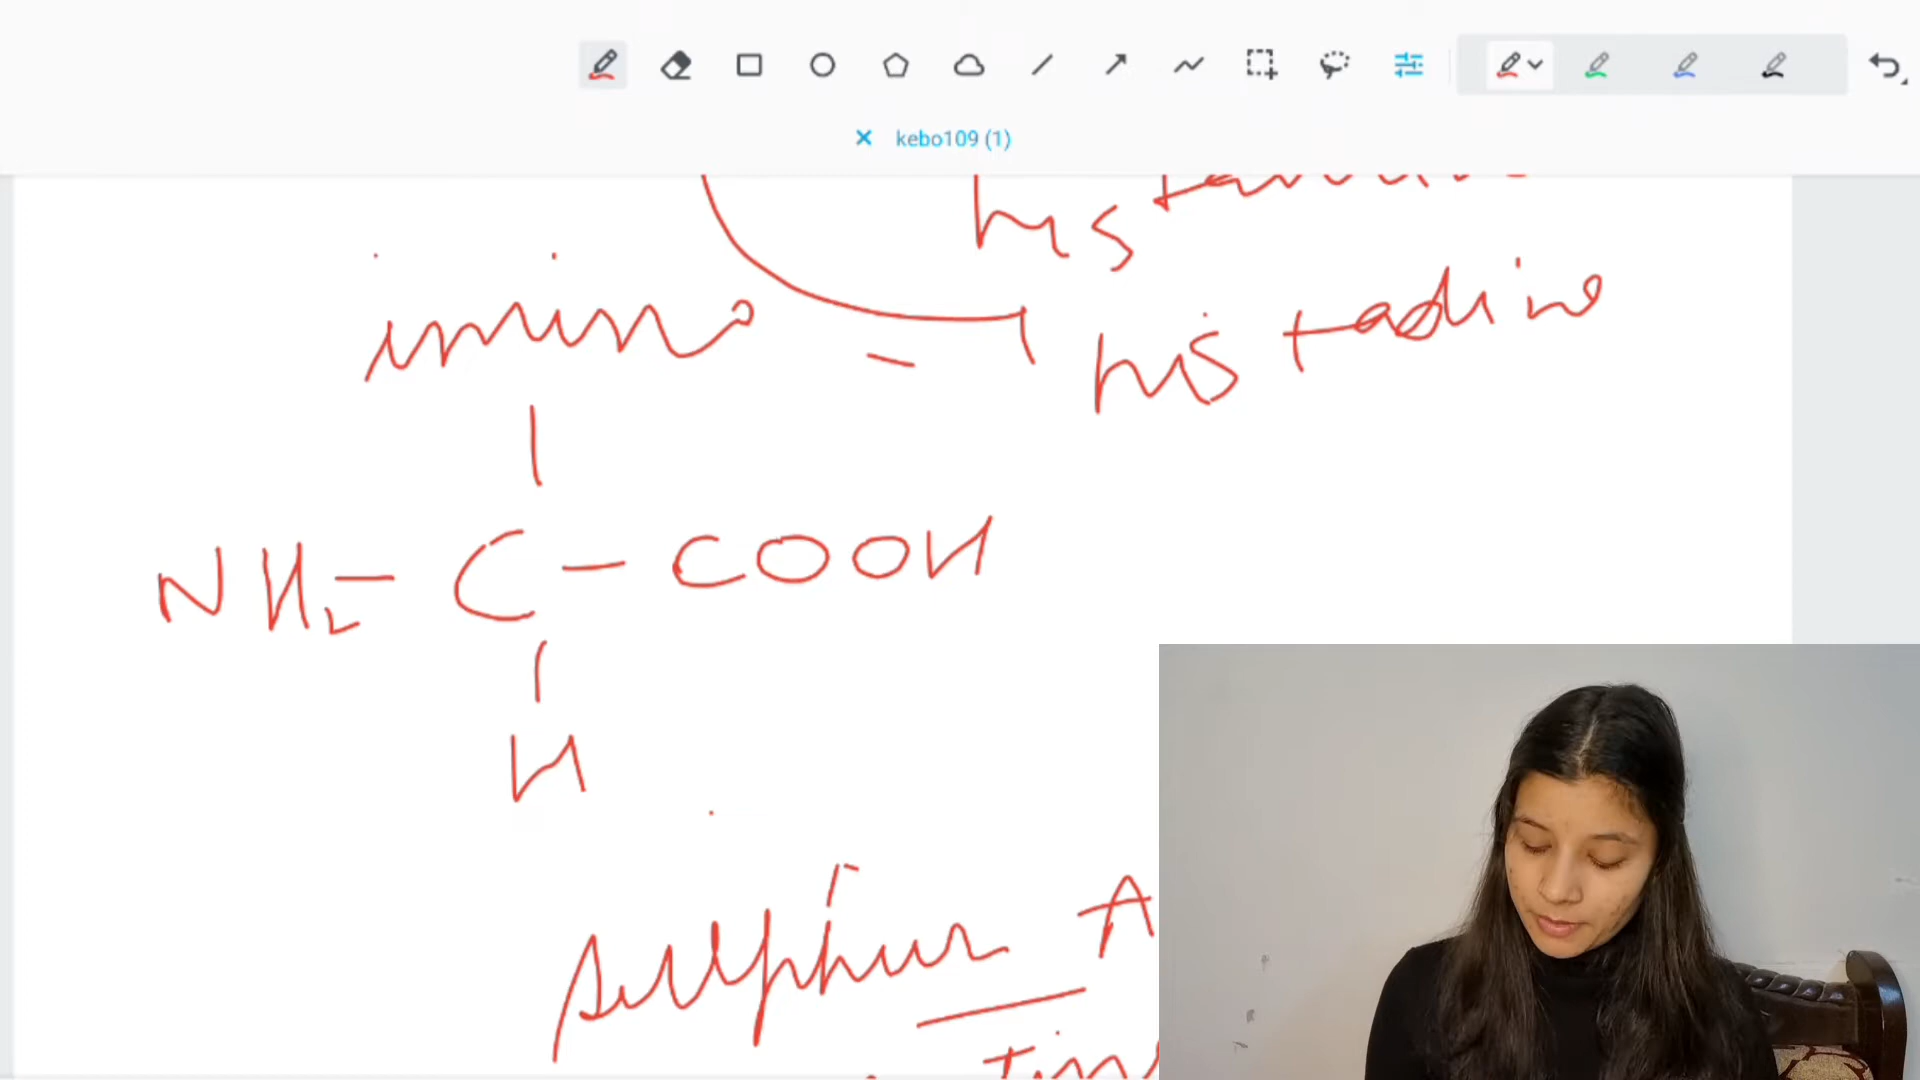 kebo109 (1)
his
imino - histadine
NH2 - C - COOH
H
sulphur A